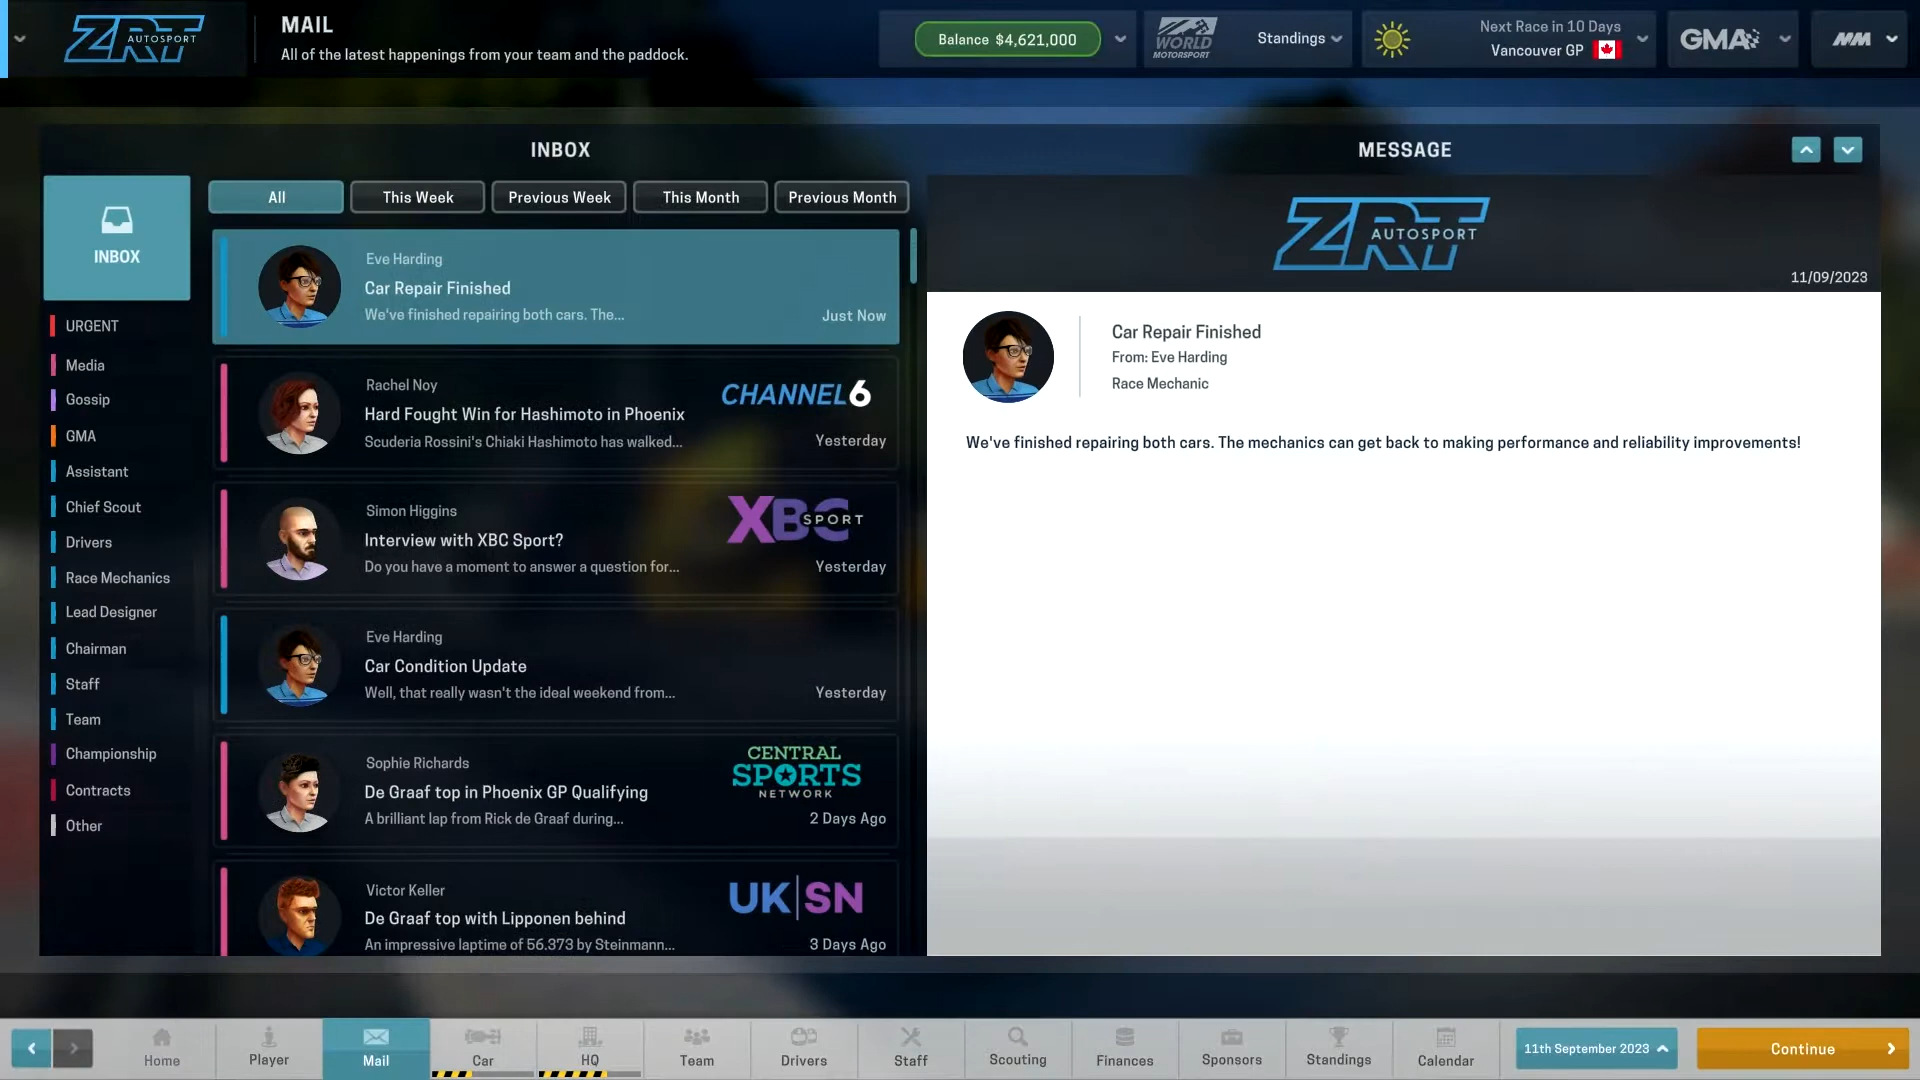 ZRT AUTOSPORT
MAIL
All of the latest happenings from your team and the paddock.
Balance $4,621,000
WORLD MOTORSPORT
Standings
Next Race in 10 Days
Vancouver GP
GMA
MM
INBOX
MESSAGE
INBOX
All
This Week
Previous Week
This Month
Previous Month
URGENT
Media
Gossip
GMA
Assistant
Chief Scout
Drivers
Race Mechanics
Lead Designer
Chairman
Staff
Team
Championship
Contracts
Other
Eve Harding
Car Repair Finished
We've finished repairing both cars. The...
Just Now
Rachel Noy
Hard Fought Win for Hashimoto in Phoenix
Scuderia Rossini's Chiaki Hashimoto has walked...
CHANNEL6
Yesterday
Simon Higgins
Interview with XBC Sport?
Do you have a moment to answer a question for...
XBC SPORT
Yesterday
Eve Harding
Car Condition Update
Well, that really wasn't the ideal weekend from...
Yesterday
Sophie Richards
De Graaf top in Phoenix GP Qualifying
A brilliant lap from Rick de Graaf during...
CENTRAL
SPORTS
NETWORK
2 Days Ago
Victor Keller
De Graaf top with Lipponen behind
An impressive laptime of 56.373 by Steinmann...
UK|SN
3 Days Ago
ZRT AUTOSPORT
11/09/2023
Car Repair Finished
From: Eve Harding
Race Mechanic
We've finished repairing both cars. The mechanics can get back to making performance and reliability improvements!
Home
Player
Mail
Car
HQ
Team
Drivers
Staff
Scouting
Finances
Sponsors
Standings
Calendar
11th September 2023
Continue